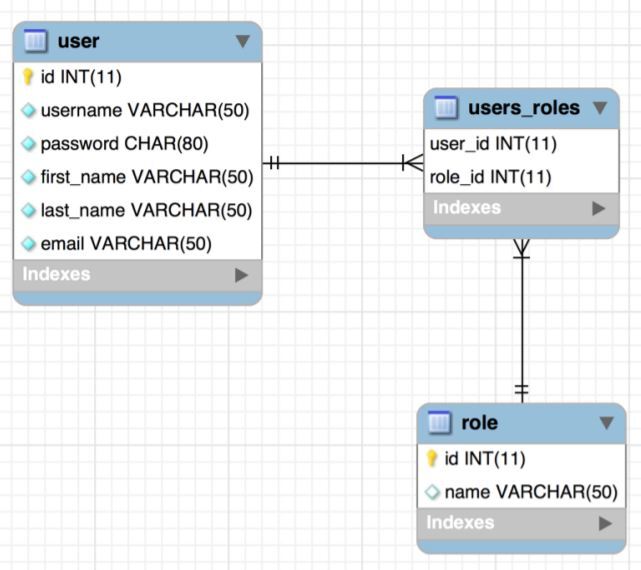 user
id INT(11)
username VARCHAR(50)
password CHAR(80)
first_name VARCHAR(50)
last_name VARCHAR(50)
email VARCHAR(50)
Indexes
users_roles
user_id INT(11)
role_id INT(11)
Indexes
role
id INT(11)
name VARCHAR(50)
Indexes